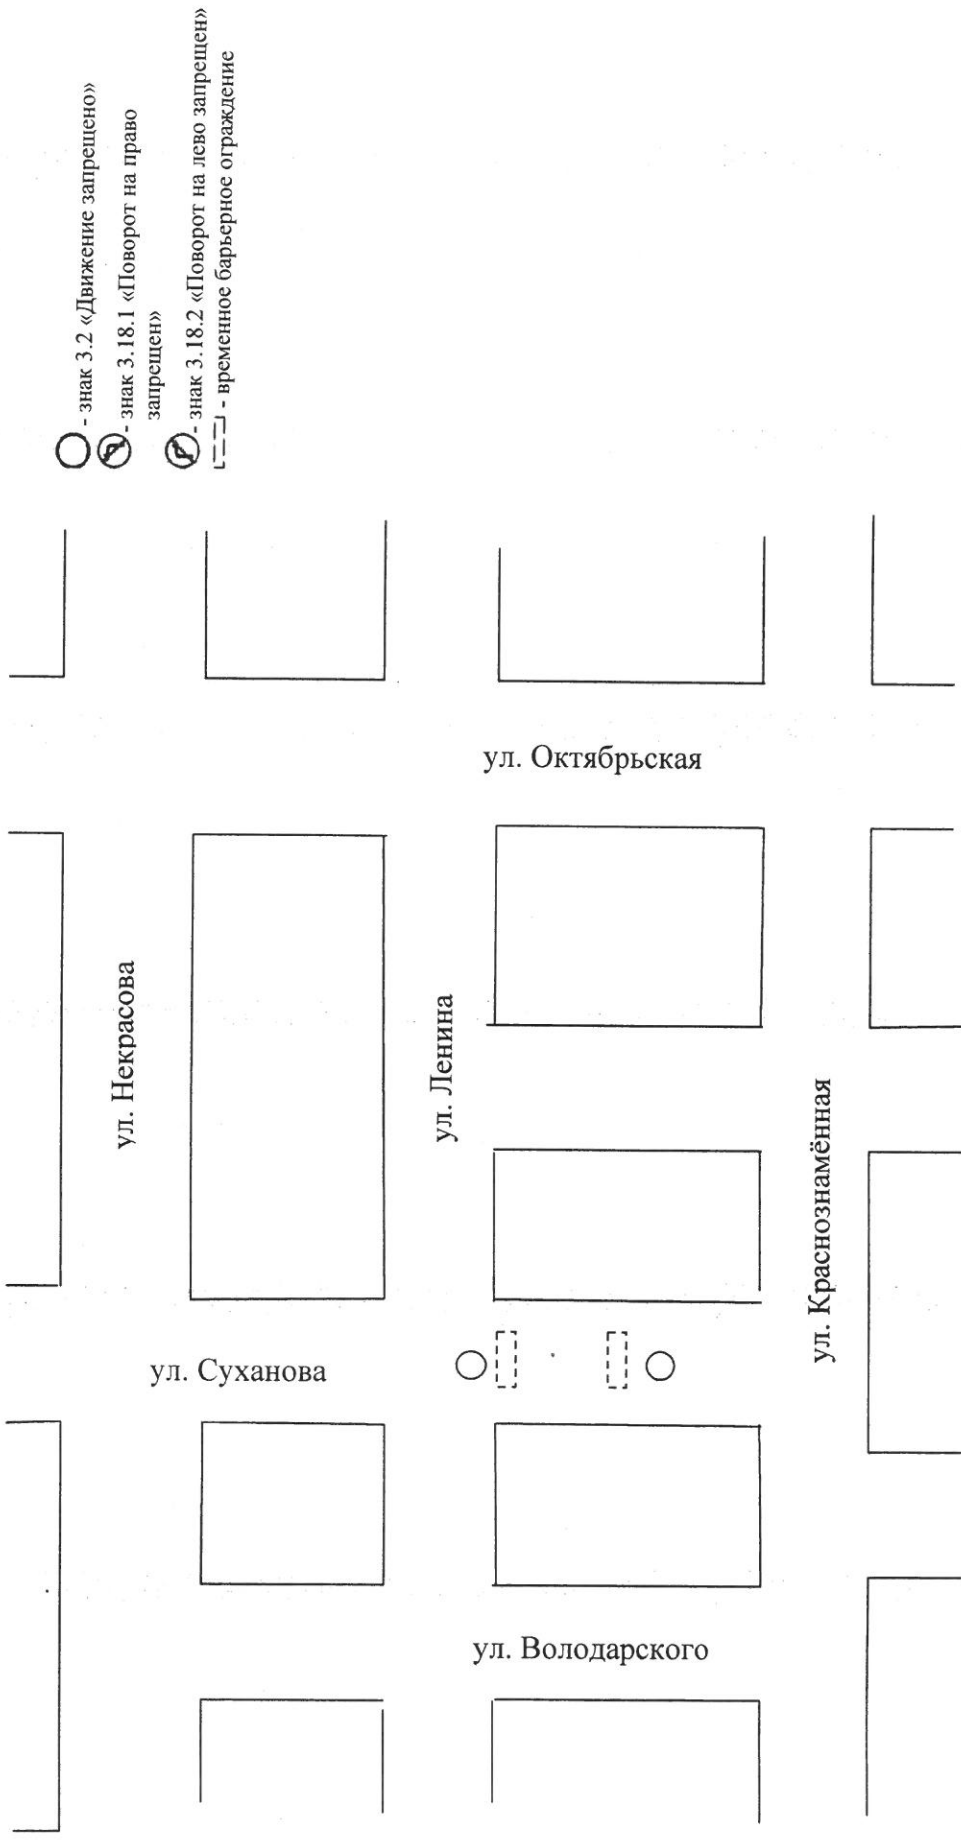 - знак 3.2 «Движение запрещено»
- знак 3.18.1 «Поворот на право
запрещен»
- знак 3.18.2 «Поворот на лево запрещен»
- временное барьерное ограждение
ул. Октябрьская
ул. Некрасова
ул. Ленина
ул. Краснознамённая
ул. Суханова
ул. Володарского